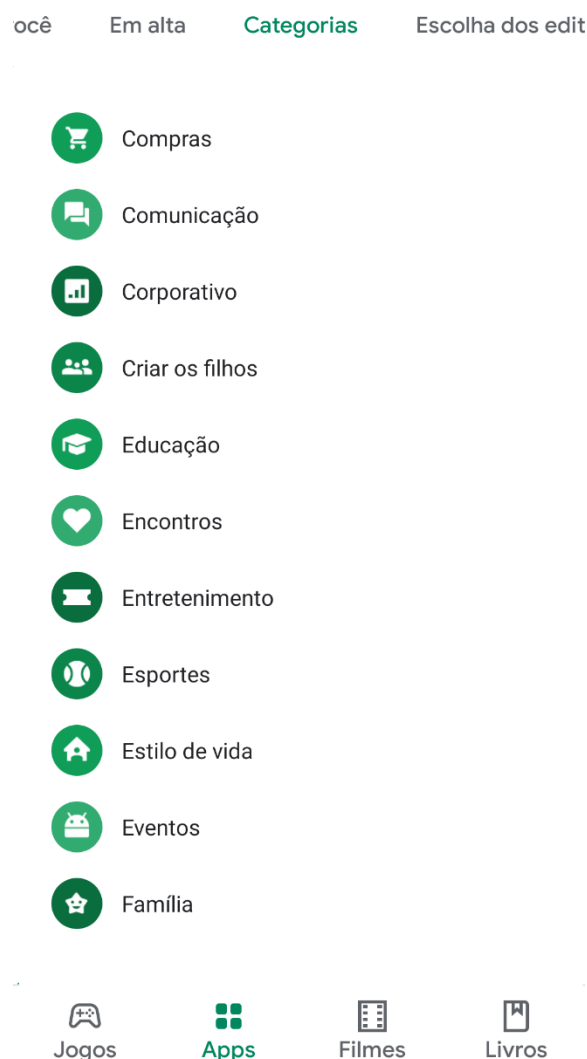 ocê Em alta Categorias Escolha dos edit
Compras
Comunicação
Corporativo
Criar os filhos
Educação
Encontros
Entretenimento
Esportes
Estilo de vida
Eventos
Família
Jogos Apps Filmes Livros